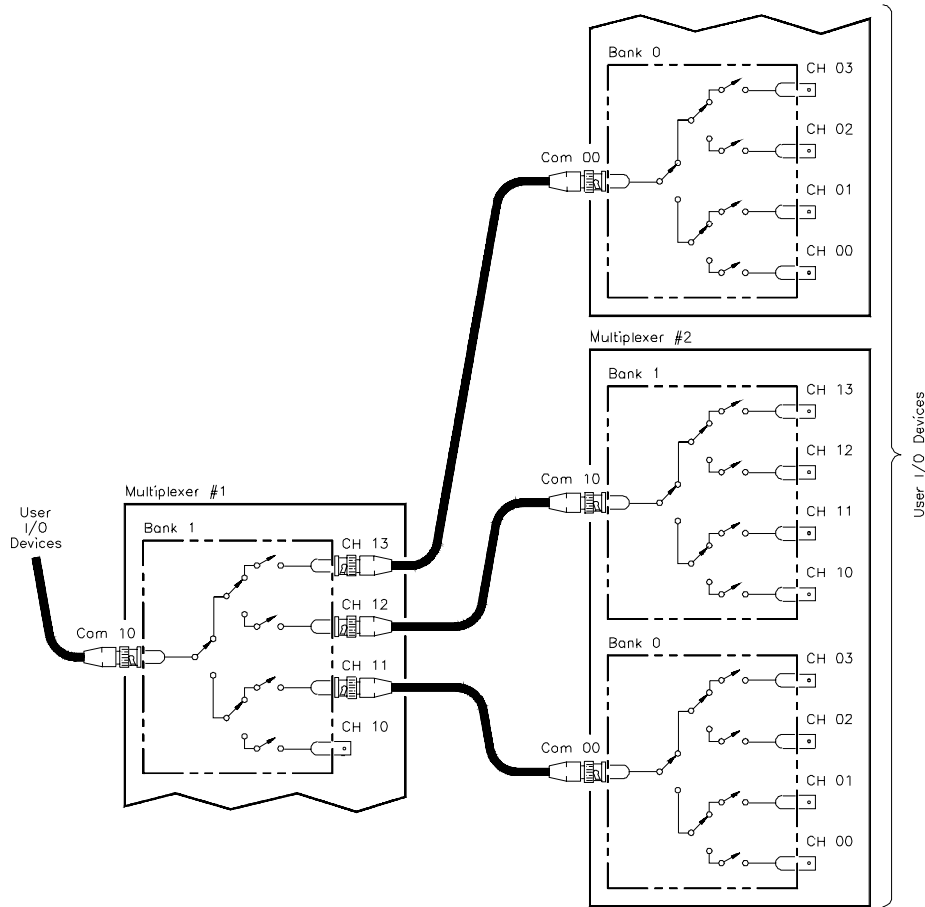 Bank 0
CH 03
CH 02
Com 00
CH 01
CH 00
Multiplexer #2
Bank 1
CH 13
CH 12
Com 10
CH 11
CH 10
User I/O Devices
Multiplexer #1
User
I/O
Devices
Bank 1
CH 13
CH 12
Com 10
CH 11
CH 10
Bank 0
CH 03
CH 02
Com 00
CH 01
CH 00